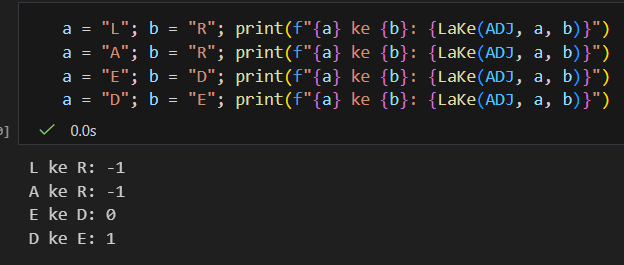 a = "L"; b = "R"; print(f"{a} ke {b}: {LaKe(ADJ, a, b)}")
a = "A"; b = "R"; print(f"{a} ke {b}: {LaKe(ADJ, a, b)}")
a = "E"; b = "D"; print(f"{a} ke {b}: {LaKe(ADJ, a, b)}")
a = "D"; b = "E"; print(f"{a} ke {b}: {LaKe(ADJ, a, b)}")
] ✓ 0.0s
L ke R: -1
A ke R: -1
E ke D: 0
D ke E: 1